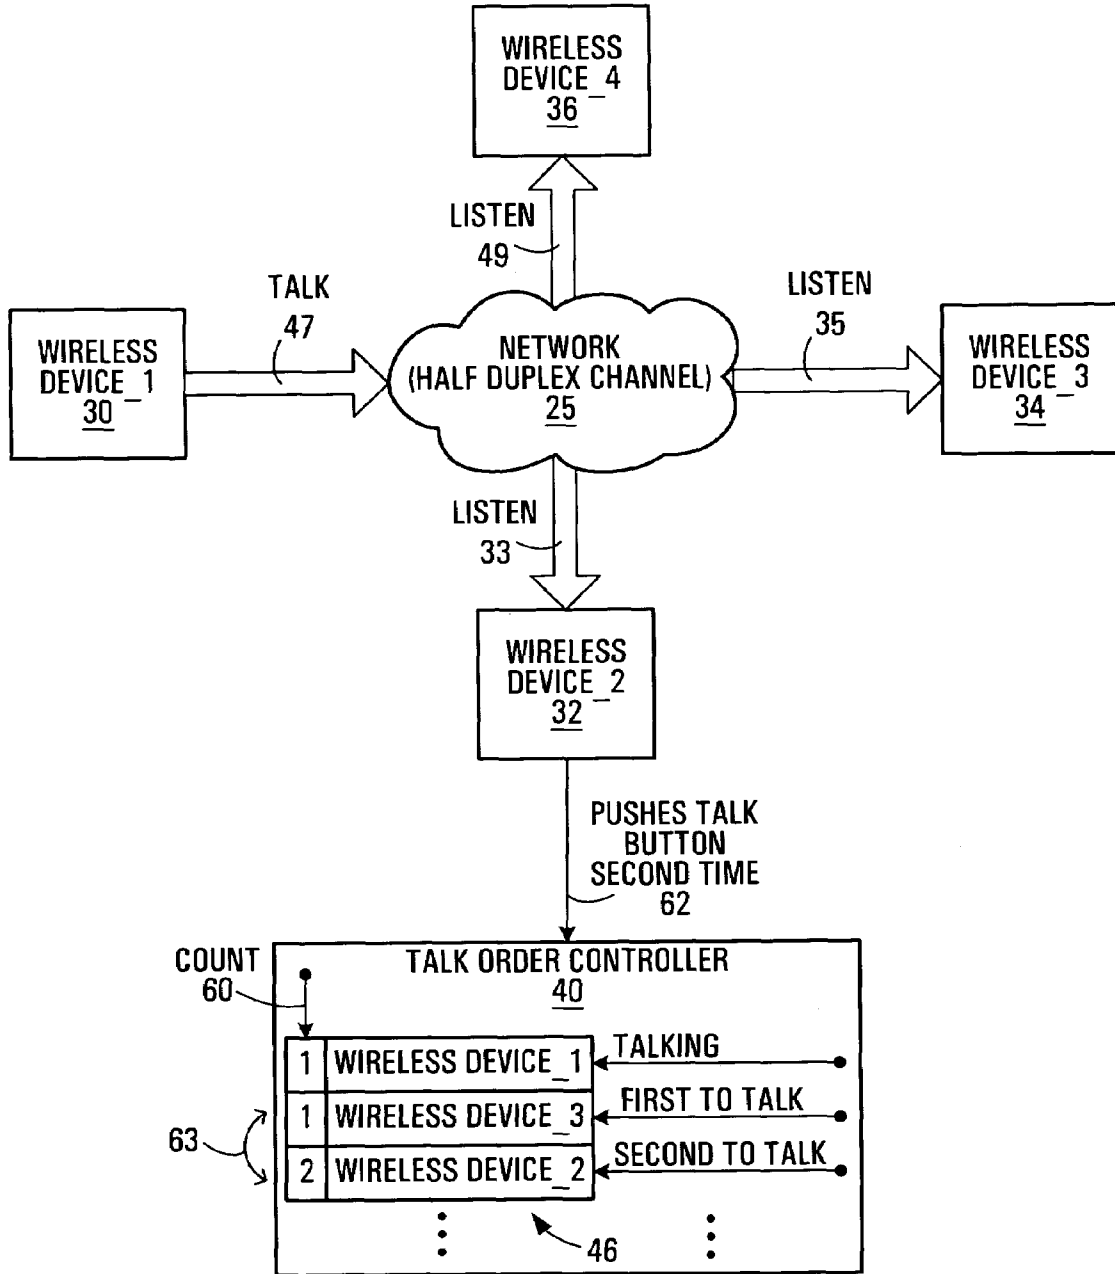 WIRELESS
DEVICE_4
36
LISTEN
49
TALK
47
LISTEN
35
WIRELESS
DEVICE_1
30
NETWORK
(HALF DUPLEX CHANNEL)
25
WIRELESS
DEVICE_3
34
LISTEN
33
WIRELESS
DEVICE_2
32
PUSHES TALK
BUTTON
SECOND TIME
62
COUNT
60
TALK ORDER CONTROLLER
40
1 WIRELESS DEVICE_1 TALKING
1 WIRELESS DEVICE_3 FIRST TO TALK
63
2 WIRELESS DEVICE_2 SECOND TO TALK
46